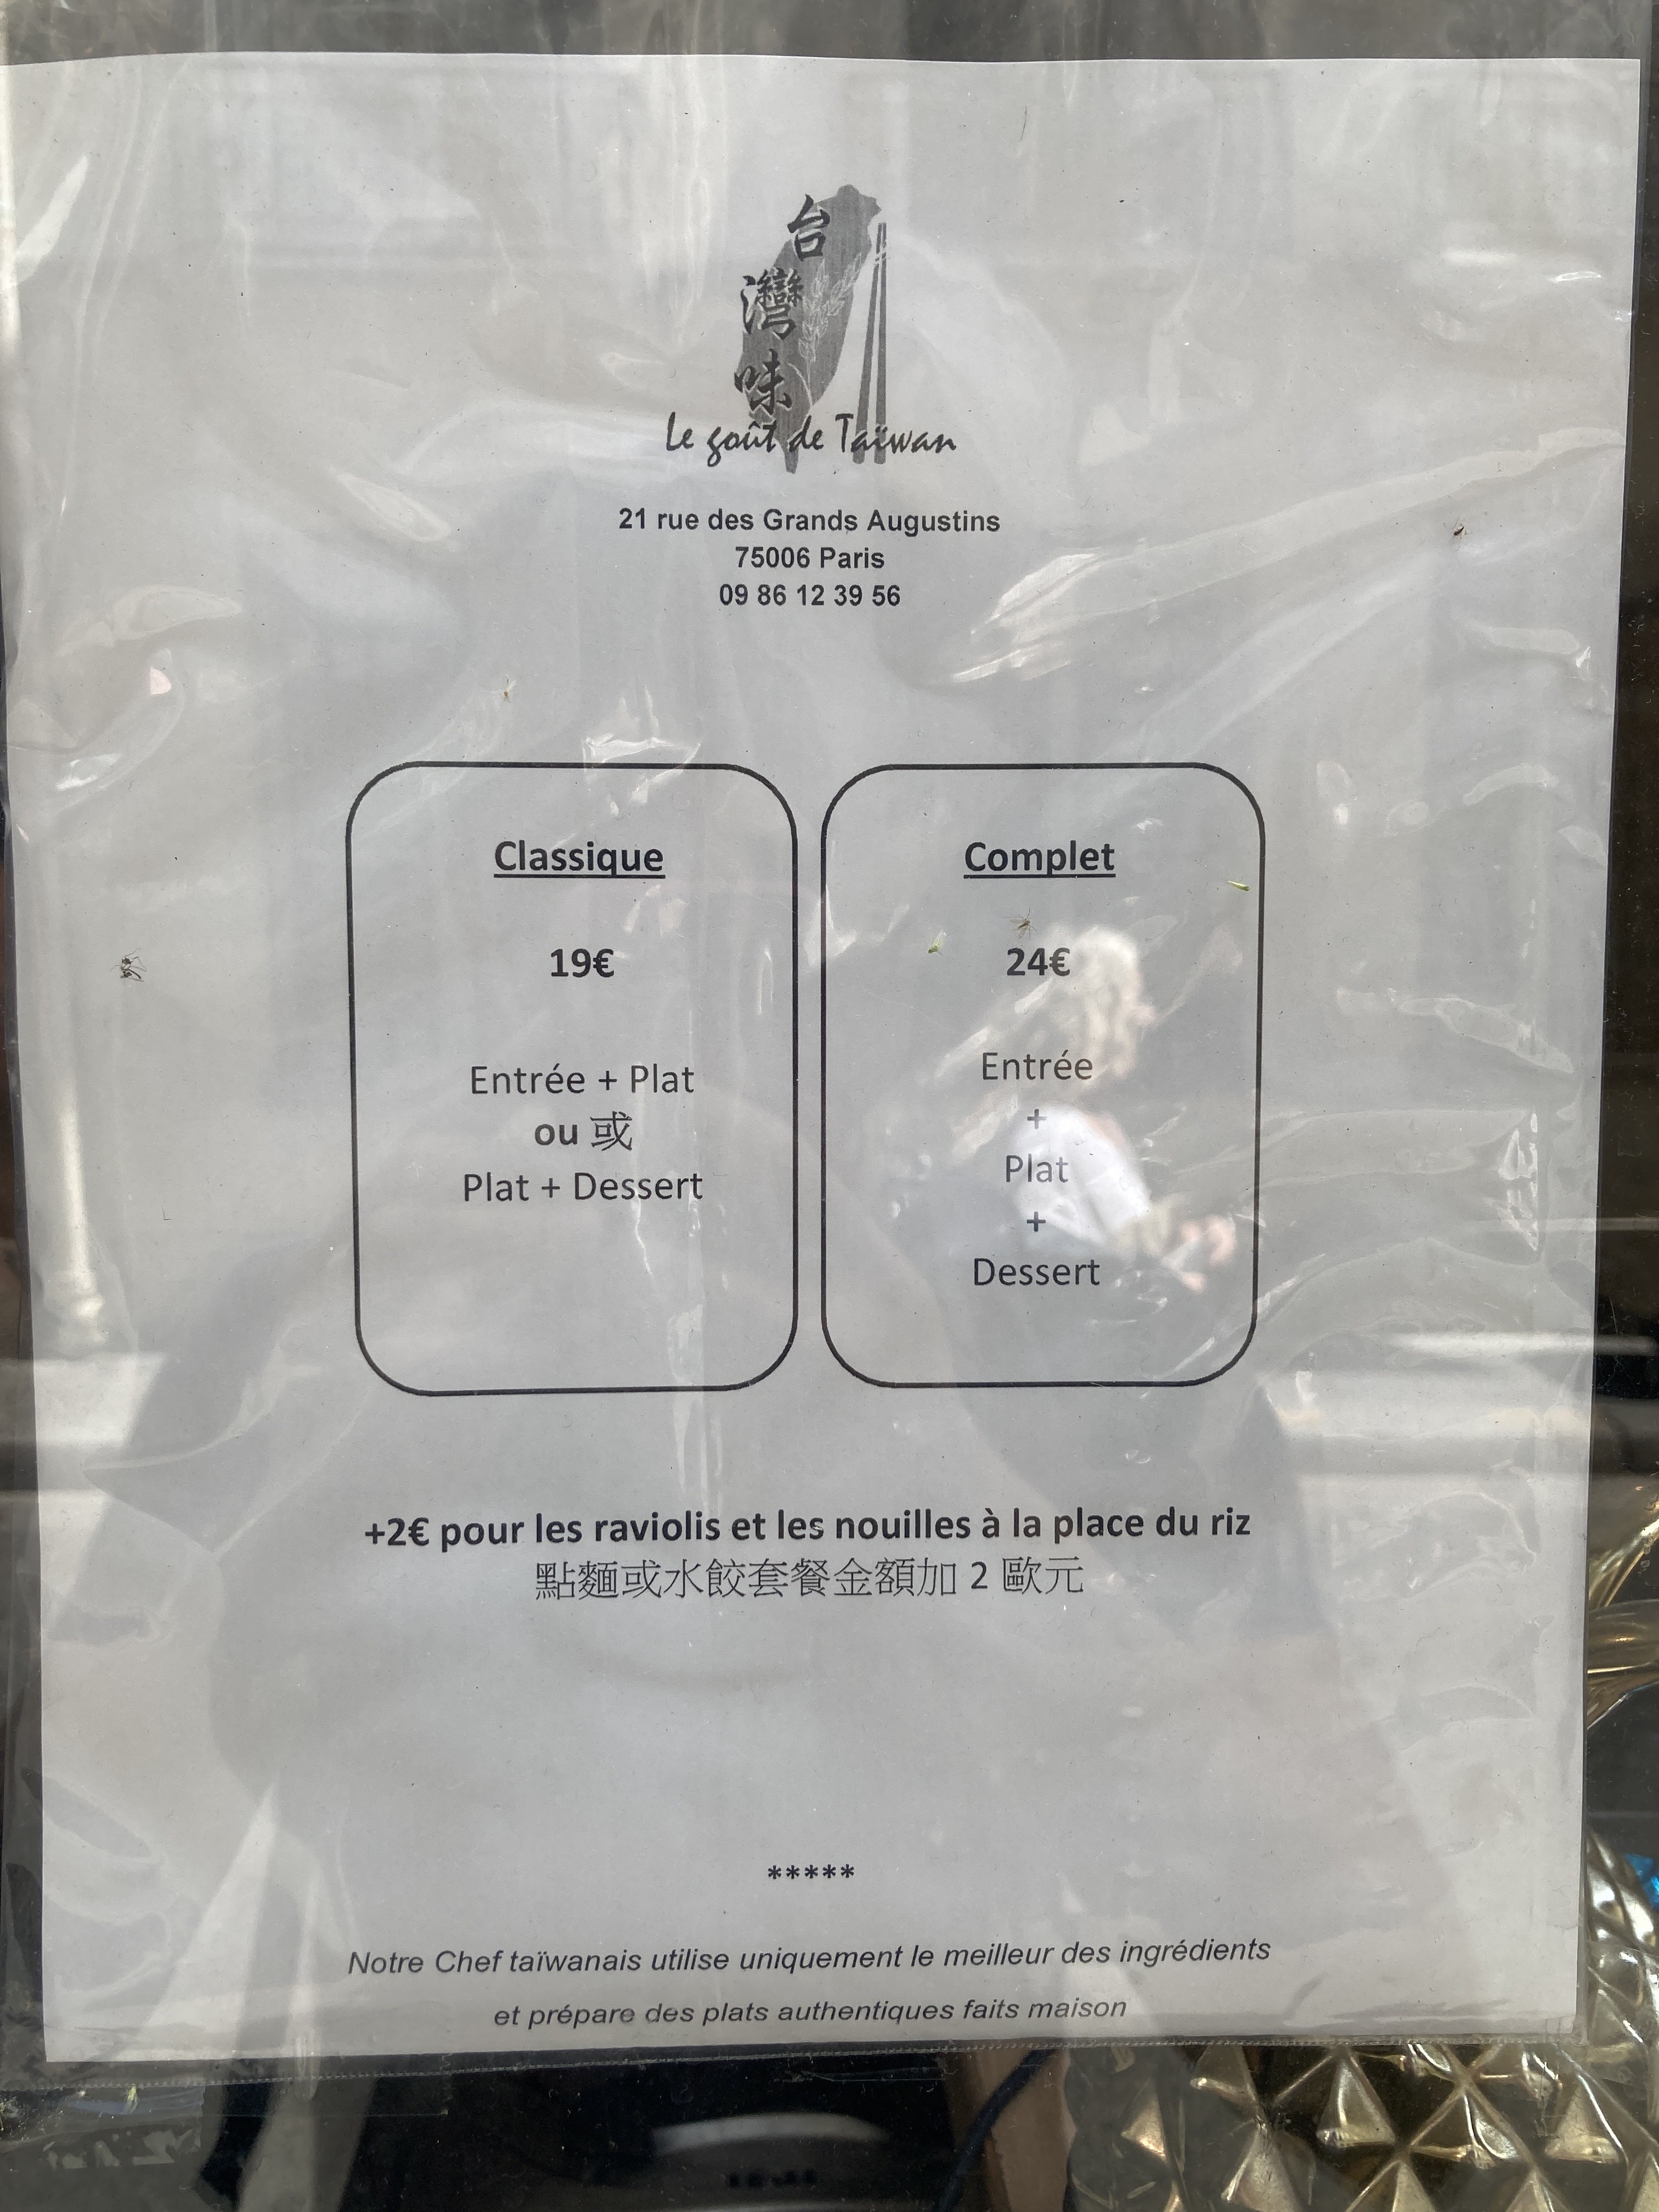 台灣味
Le goût de Taïwan
21 rue des Grands Augustins
75006 Paris
09 86 12 39 56
Classique
19€
Entrée + Plat
ou 或
Plat + Dessert
Complet
24€
Entrée
+
Plat
+
Dessert
+2€ pour les raviolis et les nouilles à la place du riz
點麵或水餃套餐金額加 2 歐元
*****
Notre Chef taïwanais utilise uniquement le meilleur des ingrédients
et prépare des plats authentiques faits maison